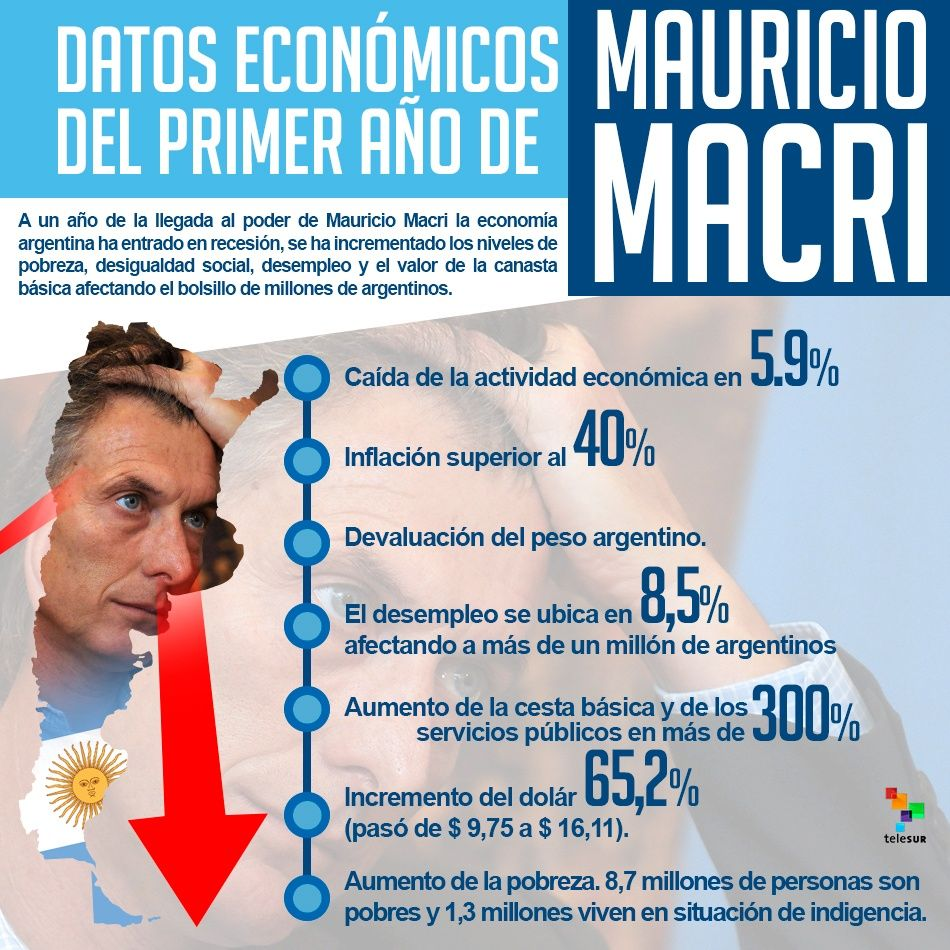 DATOS ECONÓMICOS
DEL PRIMER AÑO DE
MAURICIO
MACRI
A un año de la llegada al poder de Mauricio Macri la economía
argentina ha entrado en recesión, se ha incrementado los niveles de
pobreza, desigualdad social, desempleo y el valor de la canasta
básica afectando el bolsillo de millones de argentinos.
Caída de la actividad económica en 5.9%
Inflación superior al 40%
Devaluación del peso argentino.
El desempleo se ubica en 8,5%
afectando a más de un millón de argentinos
Aumento de la cesta básica y de los
servicios públicos en más de 300%
Incremento del dolár 65,2%
(pasó de $ 9,75 a $ 16,11).
Aumento de la pobreza. 8,7 millones de personas son
pobres y 1,3 millones viven en situación de indigencia.
teleSUR